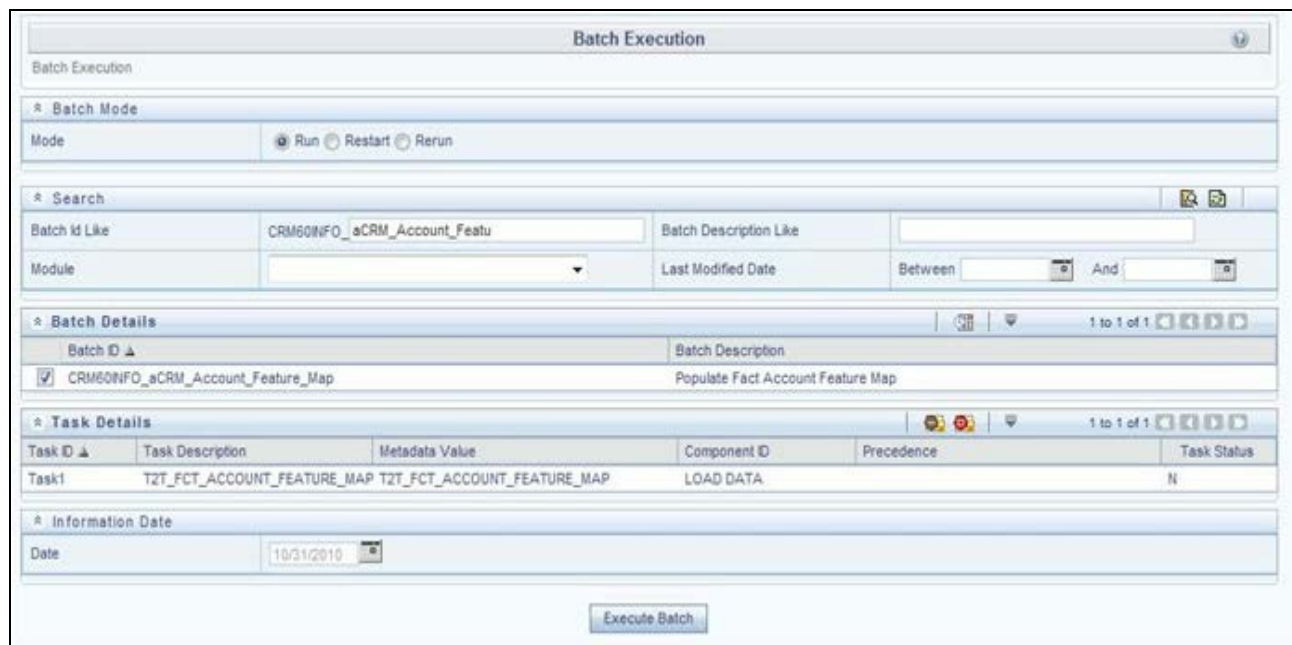 Batch Execution
Batch Execution
Batch Mode
Mode Run Restart Rerun
Search
Batch Id Like CRM60INFO_ aCRM_Account_Featu Batch Description Like
Module Last Modified Date Between And
Batch Details 1 to 1 of 1
Batch ID Batch Description
CRM60INFO_aCRM_Account_Feature_Map Populate Fact Account Feature Map
Task Details 1 to 1 of 1
Task ID Task Description Metadata Value Component ID Precedence Task Status
Task1 T2T_FCT_ACCOUNT_FEATURE_MAP T2T_FCT_ACCOUNT_FEATURE_MAP LOAD DATA N
Information Date
Date 10/31/2010
Execute Batch